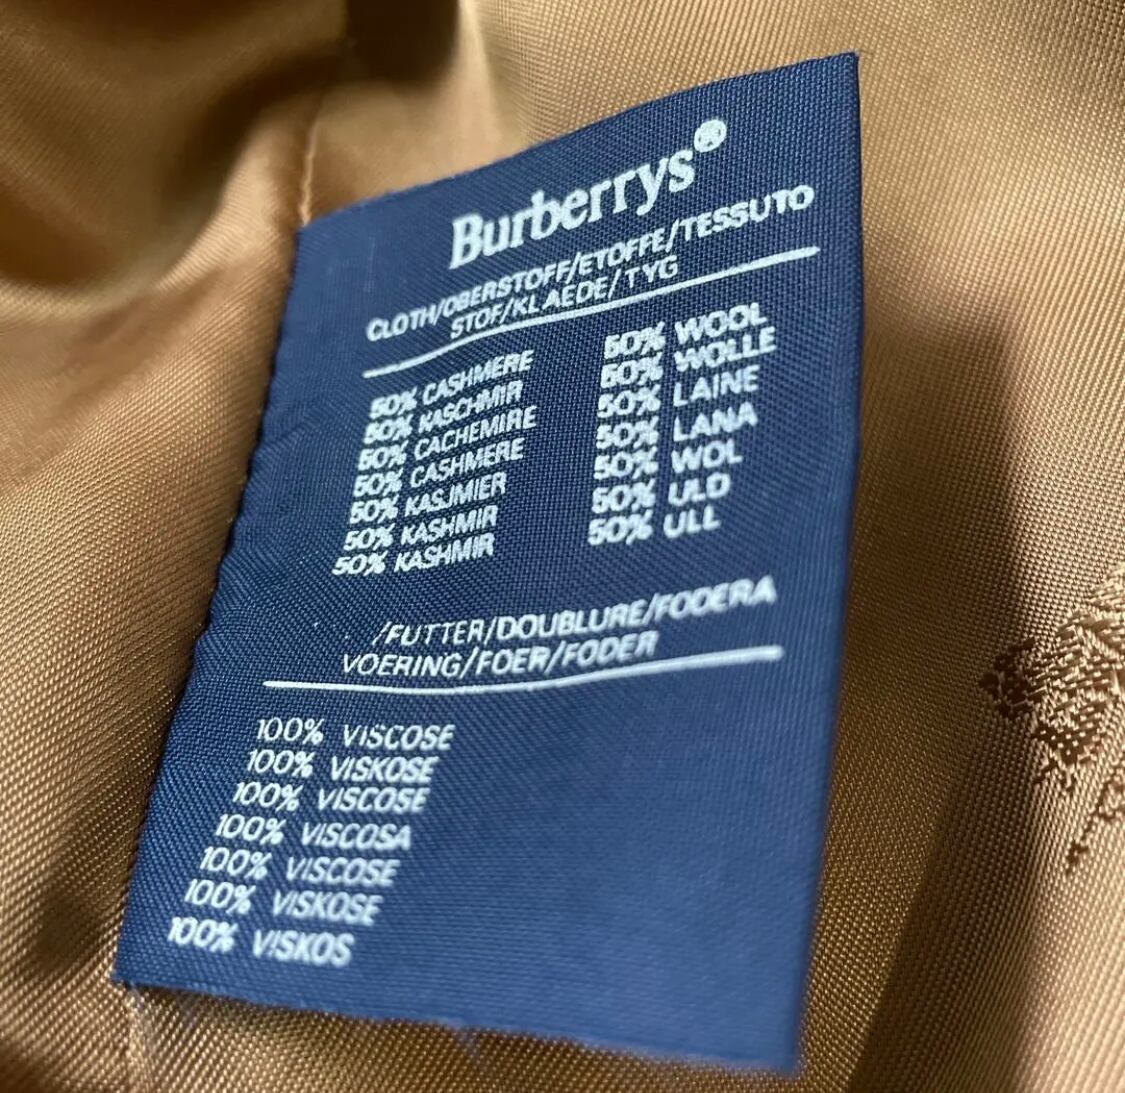 Burberrys®
CLOTH/OBERSTOFF/ETOFFE/TESSUTO
STOF/KLAEDE/TYG
50% CASHMERE 50% WOOL
50% KASCHMIR 50% WOLLE
50% CACHEMIRE 50% LAINE
50% CASHMERE 50% LANA
50% KASJMIER 50% WOL
50% KASHMIR 50% ULD
50% KASHMIR 50% ULL
/FUTTER/DOUBLURE/FODERA
VOERING/FOER/FODER
100% VISCOSE
100% VISKOSE
100% VISCOSE
100% VISCOSA
100% VISCOSE
100% VISKOSE
100% VISKOS